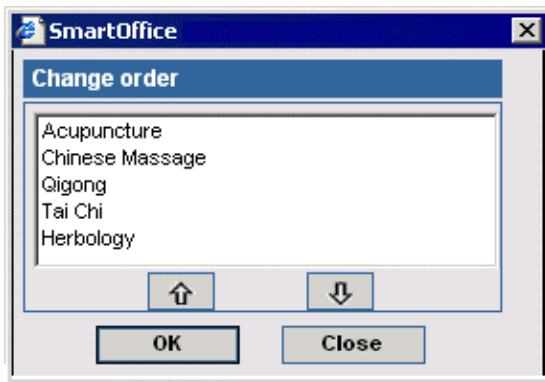 SmartOffice
Change order
Acupuncture
Chinese Massage
Qigong
Tai Chi
Herbology
OK
Close